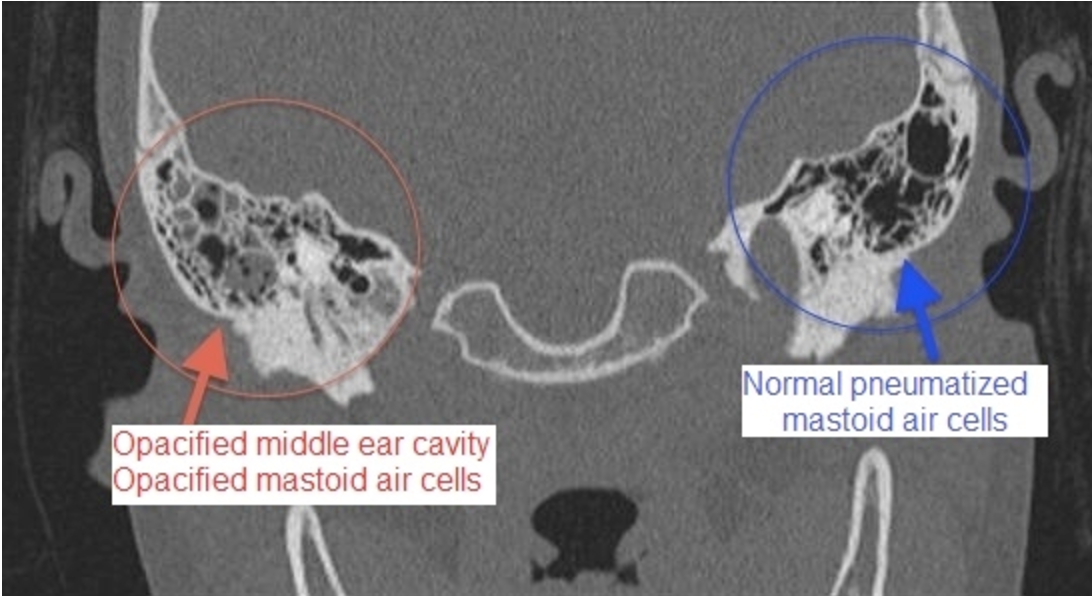 Opacified middle ear cavity
Opacified mastoid air cells
Normal pneumatized
mastoid air cells